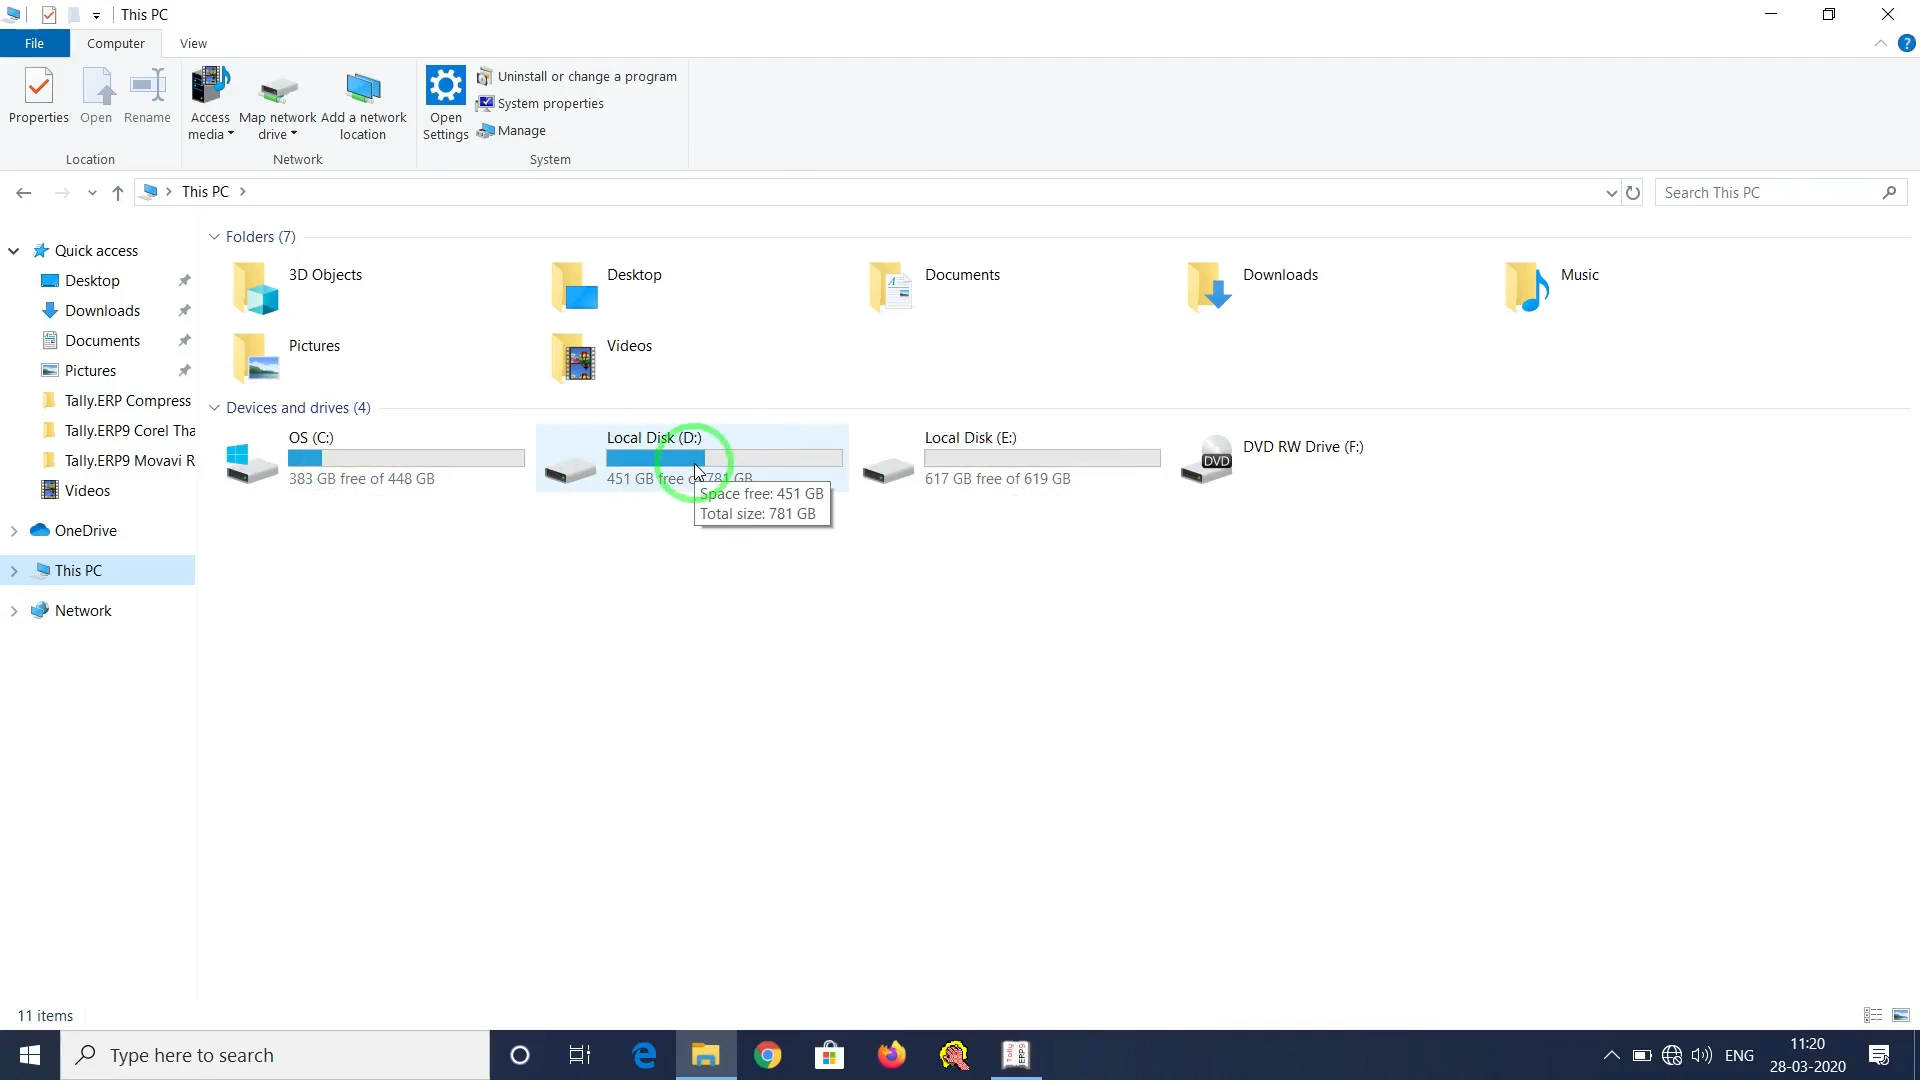 This PC
File
Computer
View
Properties
Open
Rename
Access
media
Map network
drive
Add a network
location
Open
Settings
Uninstall or change a program
System properties
Manage
Location
Network
System
This PC
Search This PC
Quick access
Desktop
Downloads
Documents
Pictures
Tally.ERP Compress
Tally.ERP9 Corel Tha
Tally.ERP9 Movavi R
Videos
OneDrive
This PC
Network
Folders (7)
3D Objects
Desktop
Documents
Downloads
Music
Pictures
Videos
Devices and drives (4)
OS (C:)
383 GB free of 448 GB
Local Disk (D:)
451 GB free of 781 GB
Space free: 451 GB
Total size: 781 GB
Local Disk (E:)
617 GB free of 619 GB
DVD
DVD RW Drive (F:)
11 items
Type here to search
Tally
ERP9
ENG
11:20
28-03-2020